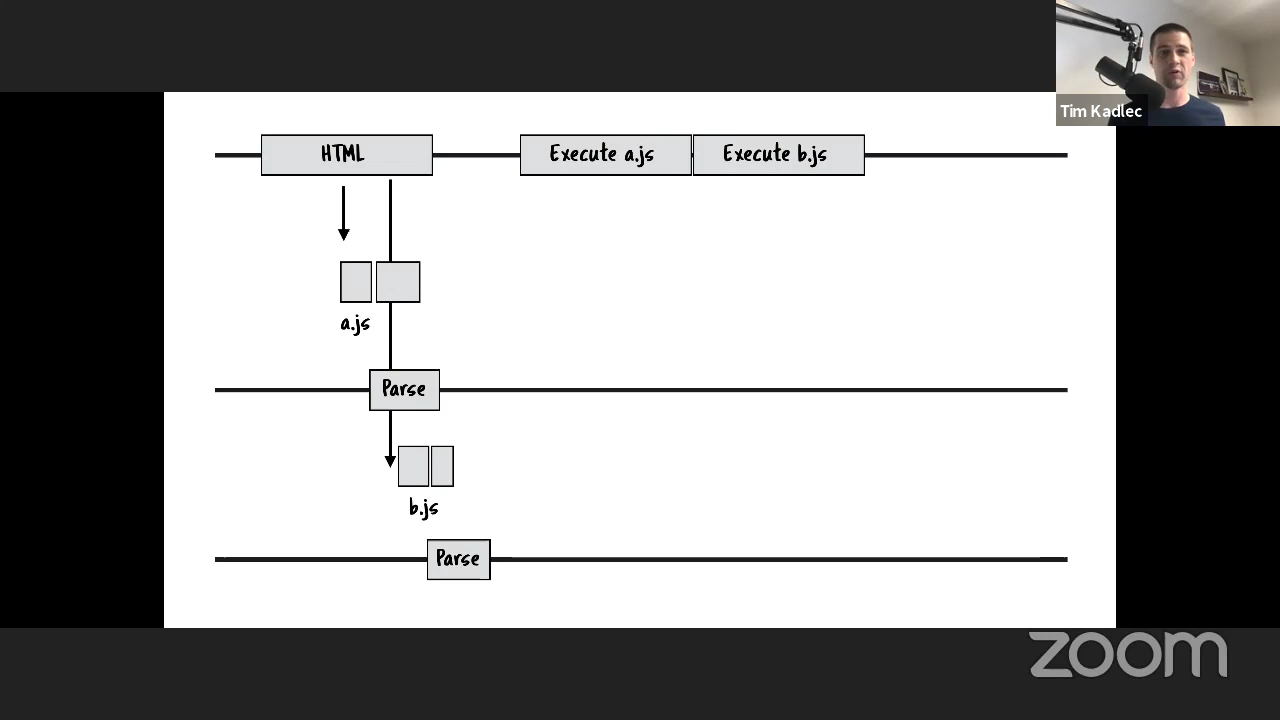 Tim Kadlec
HTML
Execute a.js
Execute b.js
a.js
Parse
b.js
Parse
zoom